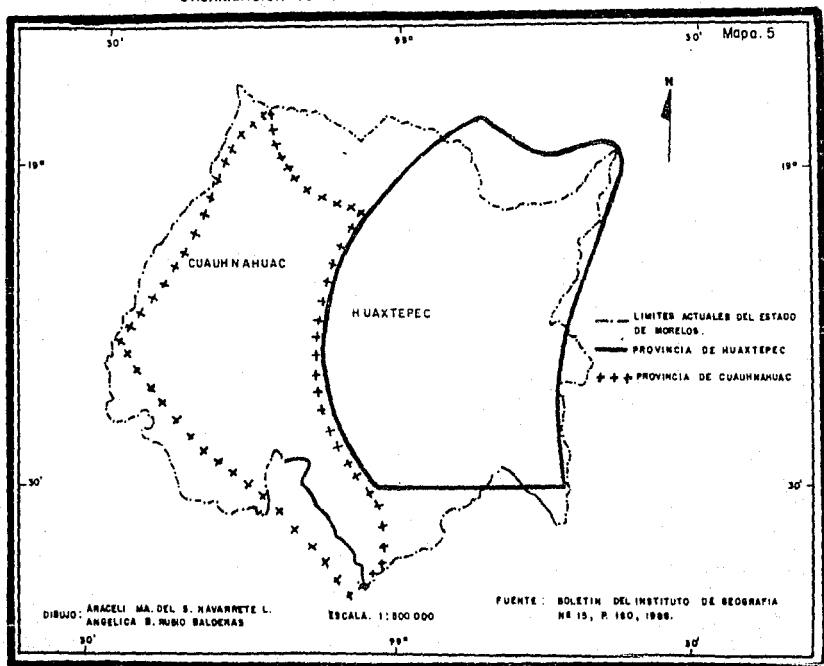 30'
99°
30'
Mapa. 5
N
19°
19°
CUAUHNAHUAC
HUAXTEPEC
LIMITES ACTUALES DEL ESTADO
DE MORELOS.
PROVINCIA DE HUAXTEPEC
PROVINCIA DE CUAUHNAHUAC
30'
30'
DIBUJO: ARACELI MA. DEL S. NAVARRETE L.
ANGELICA B. RUBIO BALDERAS
ESCALA. 1:500 000
FUENTE: BOLETIN DEL INSTITUTO DE GEOGRAFIA
Nº 15, P. 160, 1986.
30'
99°
30'